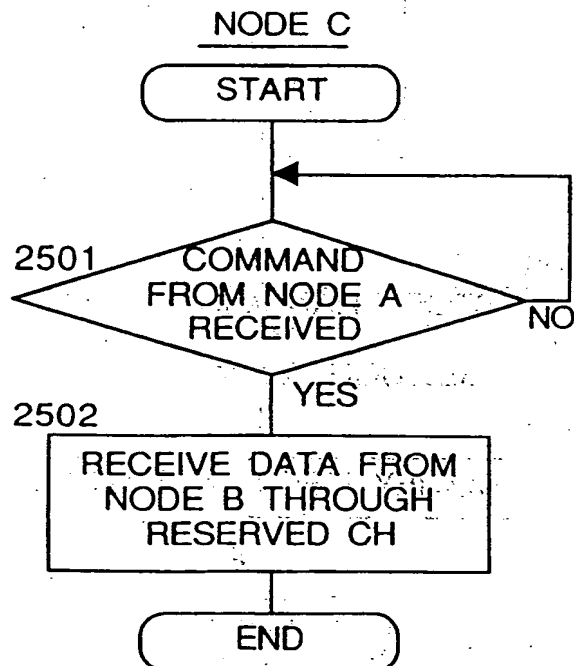 NODE C
START
2501
COMMAND
FROM NODE A
RECEIVED
NO
YES
2502
RECEIVE DATA FROM
NODE B THROUGH
RESERVED CH
END